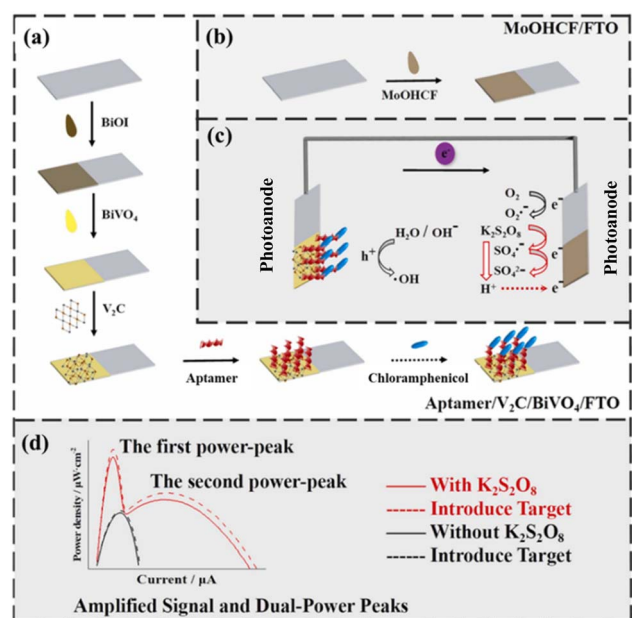 (a)
BiOI
BiVO₄
V₂C
Aptamer
Chloramphenicol
Aptamer/V₂C/BiVO₄/FTO
(b)
MoOHCF/FTO
MoOHCF
(c)
e⁻
Photoanode
h⁺
H₂O / OH⁻
·OH
O₂
O₂·⁻
e⁻
K₂S₂O₈
SO₄·⁻
SO₄²⁻
H⁺
e⁻
Photoanode
(d)
The first power-peak
The second power-peak
Power density / μW·cm⁻²
Current / μA
With K₂S₂O₈
Introduce Target
Without K₂S₂O₈
Introduce Target
Amplified Signal and Dual-Power Peaks